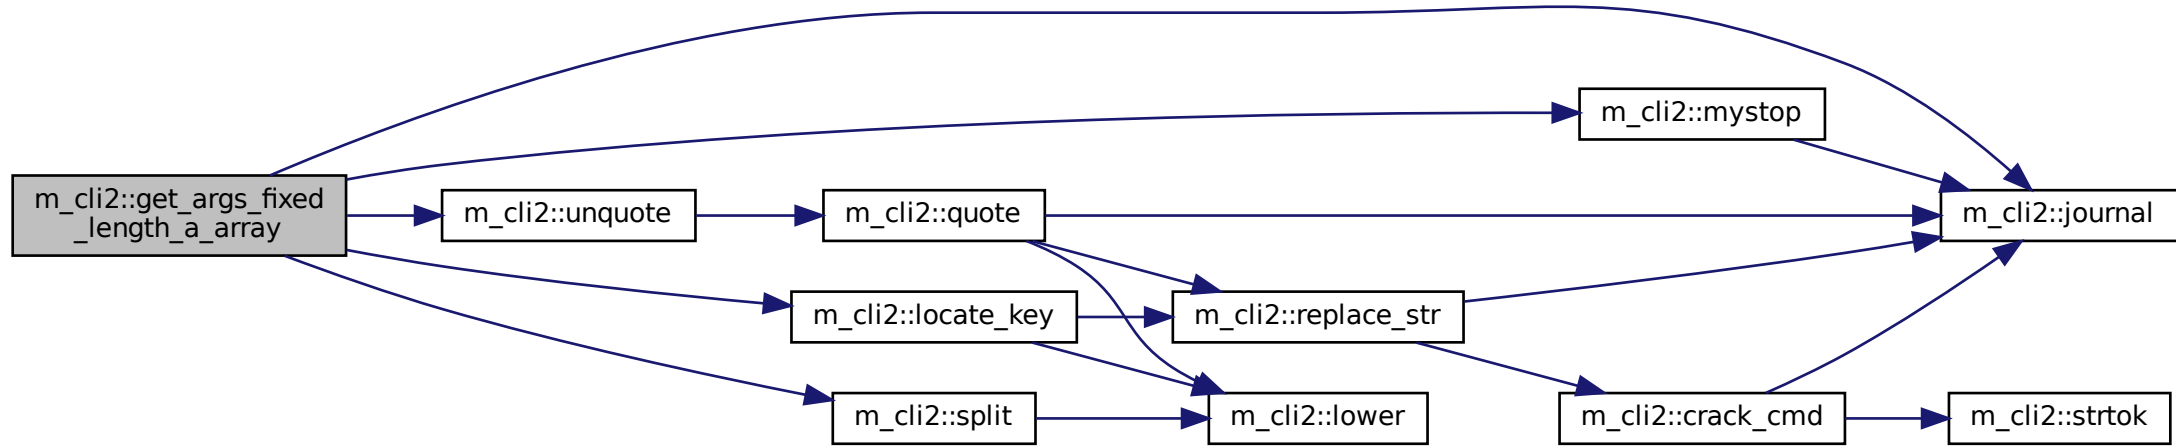 m_cli2::get_args_fixed
_length_a_array
m_cli2::unquote
m_cli2::quote
m_cli2::mystop
m_cli2::journal
m_cli2::locate_key
m_cli2::replace_str
m_cli2::split
m_cli2::lower
m_cli2::crack_cmd
m_cli2::strtok